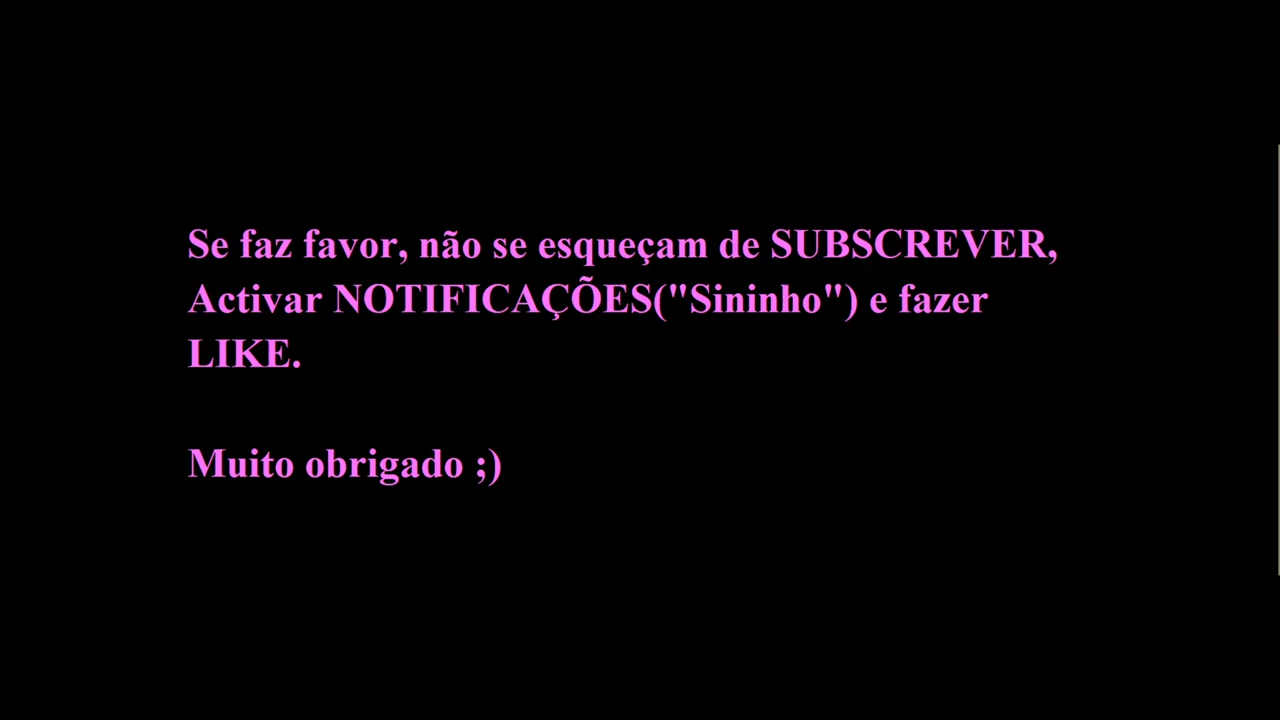 Se faz favor, não se esqueçam de SUBSCREVER,
Activar NOTIFICAÇÕES("Sininho") e fazer
LIKE.
Muito obrigado ;)